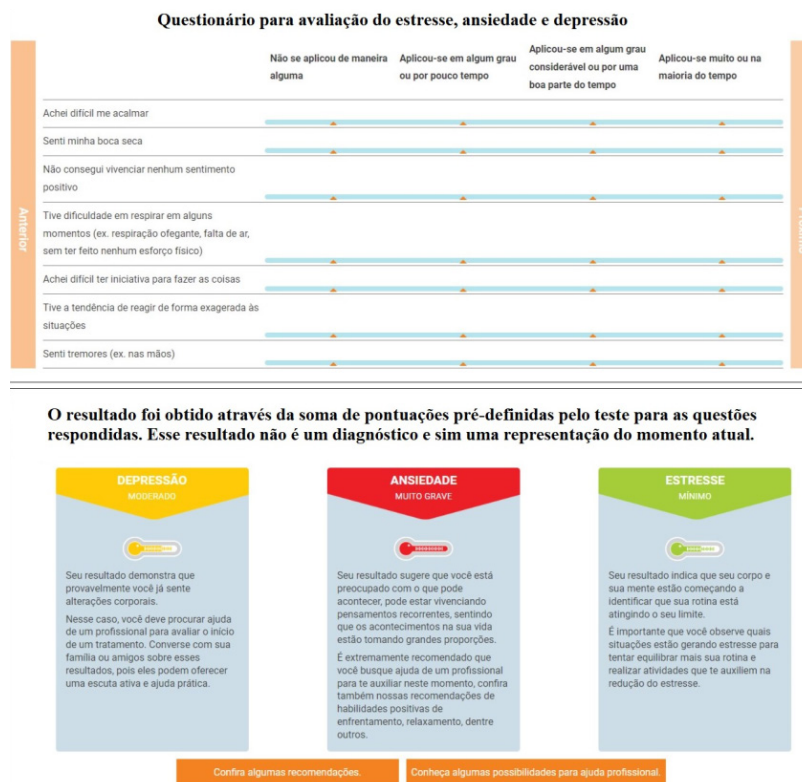 Questionário para avaliação do estresse, ansiedade e depressão
Não se aplicou de maneira
alguma
Aplicou-se em algum grau
ou por pouco tempo
Aplicou-se em algum grau
considerável ou por uma
boa parte do tempo
Aplicou-se muito ou na
maioria do tempo
Anterior
Achei difícil me acalmar
Senti minha boca seca
Não consegui vivenciar nenhum sentimento
positivo
Tive dificuldade em respirar em alguns
momentos (ex. respiração ofegante, falta de ar,
sem ter feito nenhum esforço físico)
Achei difícil ter iniciativa para fazer as coisas
Tive a tendência de reagir de forma exagerada às
situações
Senti tremores (ex. nas mãos)
O resultado foi obtido através da soma de pontuações pré-definidas pelo teste para as questões
respondidas. Esse resultado não é um diagnóstico e sim uma representação do momento atual.
DEPRESSÃO
MODERADO
Seu resultado demonstra que
provavelmente você já sente
alterações corporais.
Nesse caso, você deve procurar ajuda
de um profissional para avaliar o início
de um tratamento. Converse com sua
família ou amigos sobre esses
resultados, pois eles podem oferecer
uma escuta ativa e ajuda prática.
ANSIEDADE
MUITO GRAVE
Seu resultado sugere que você está
preocupado com o que pode
acontecer, pode estar vivenciando
pensamentos recorrentes, sentindo
que os acontecimentos na sua vida
estão tomando grandes proporções.
É extremamente recomendado que
você busque ajuda de um profissional
para te auxiliar neste momento, confira
também nossas recomendações de
habilidades positivas de
enfrentamento, relaxamento, dentre
outros.
ESTRESSE
MÍNIMO
Seu resultado indica que seu corpo e
sua mente estão começando a
identificar que sua rotina está
atingindo o seu limite.
É importante que você observe quais
situações estão gerando estresse para
tentar equilibrar mais sua rotina e
realizar atividades que te auxiliem na
redução do estresse.
Confira algumas recomendações.
Conheça algumas possibilidades para ajuda profissional.